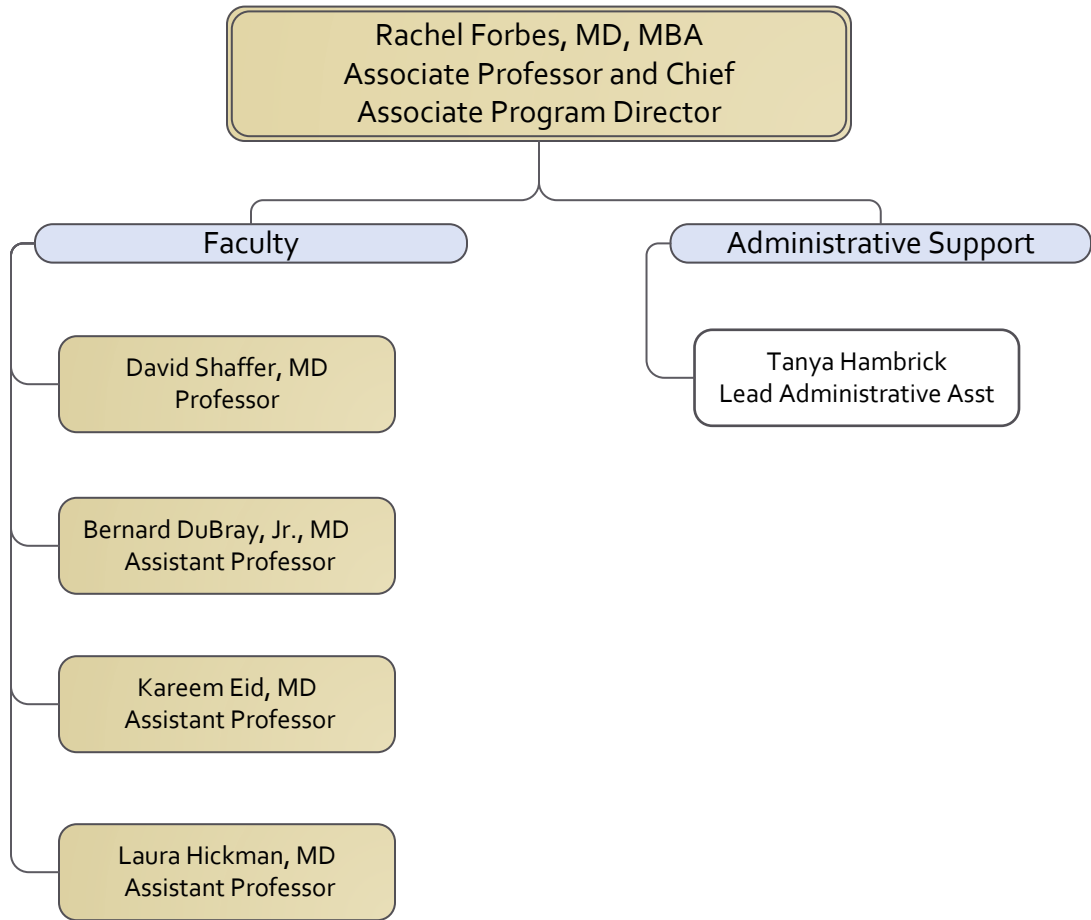 Rachel Forbes, MD, MBA
Associate Professor and Chief
Associate Program Director
Faculty
Administrative Support
David Shaffer, MD
Professor
Tanya Hambrick
Lead Administrative Asst
Bernard DuBray, Jr., MD
Assistant Professor
Kareem Eid, MD
Assistant Professor
Laura Hickman, MD
Assistant Professor